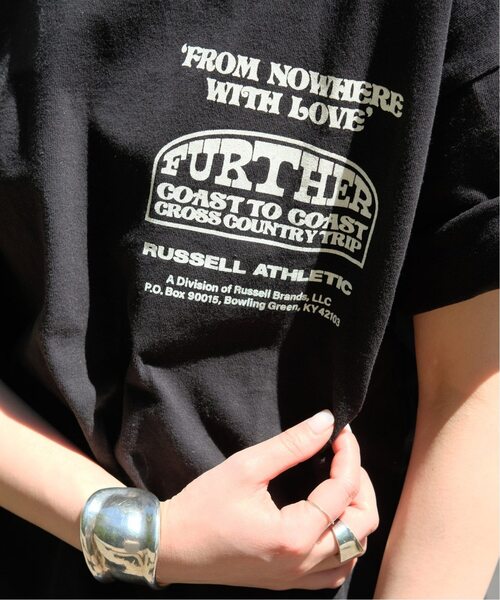 'FROM NOWHERE
WITH LOVE'
FURTHER
COAST TO COAST
CROSS COUNTRY TRIP
RUSSELL ATHLETIC
A Division of Russell Brands, LLC
P.O. Box 90015, Bowling Green, KY 42103